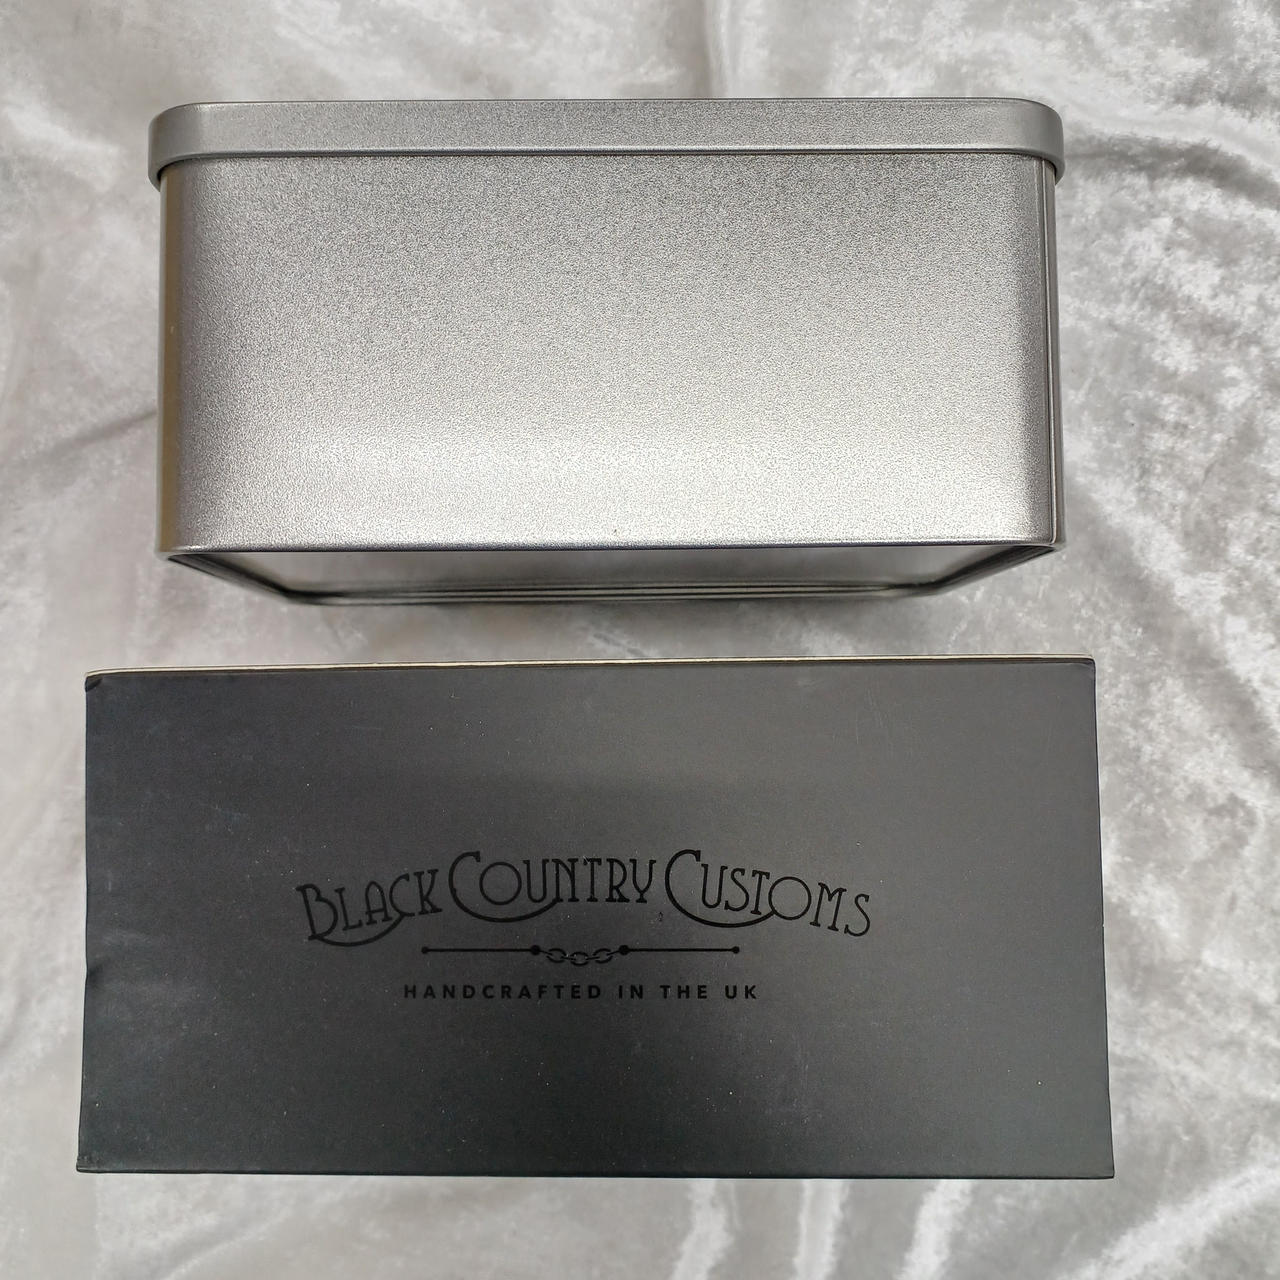 BLACK COUNTRY CUSTOMS
HANDCRAFTED IN THE UK